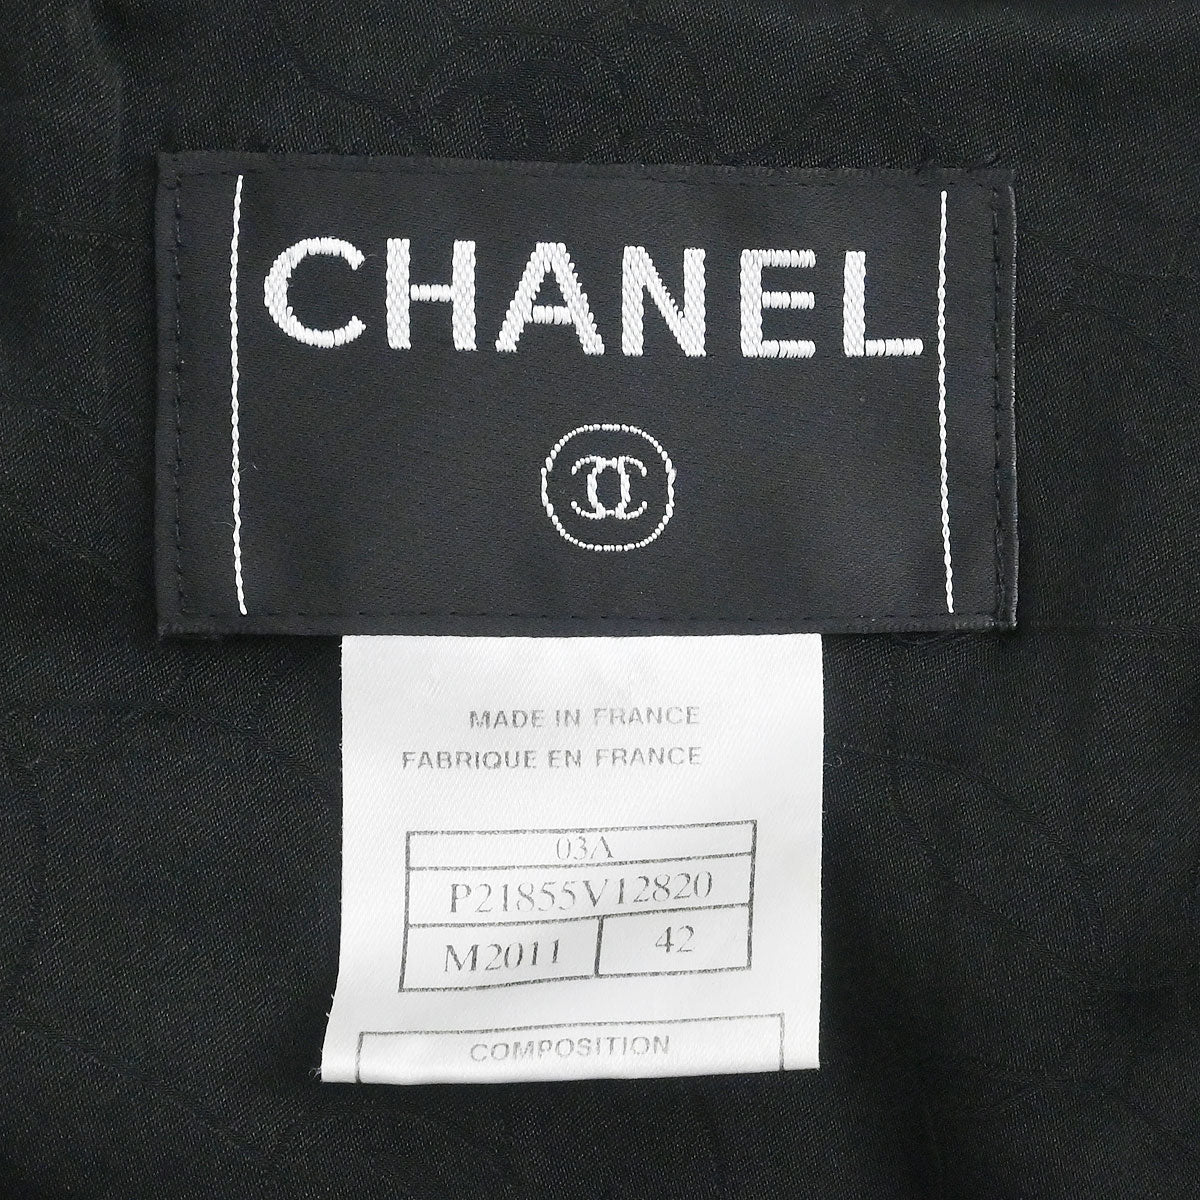 CHANEL
MADE IN FRANCE
FABRIQUE EN FRANCE
03A
P21855V12820
M2011 42
COMPOSITION